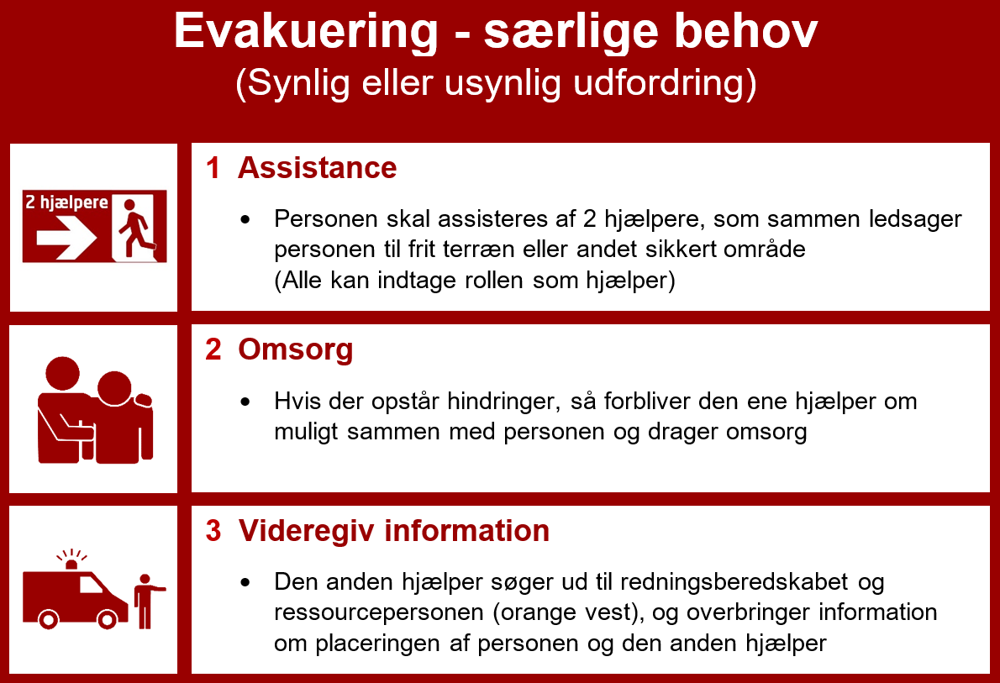 Evakuering - særlige behov
(Synlig eller usynlig udfordring)
2 hjælpere
1 Assistance
• Personen skal assisteres af 2 hjælpere, som sammen ledsager
personen til frit terræn eller andet sikkert område
(Alle kan indtage rollen som hjælper)
2 Omsorg
• Hvis der opstår hindringer, så forbliver den ene hjælper om
muligt sammen med personen og drager omsorg
3 Videregiv information
• Den anden hjælper søger ud til redningsberedskabet og
ressourcepersonen (orange vest), og overbringer information
om placeringen af personen og den anden hjælper